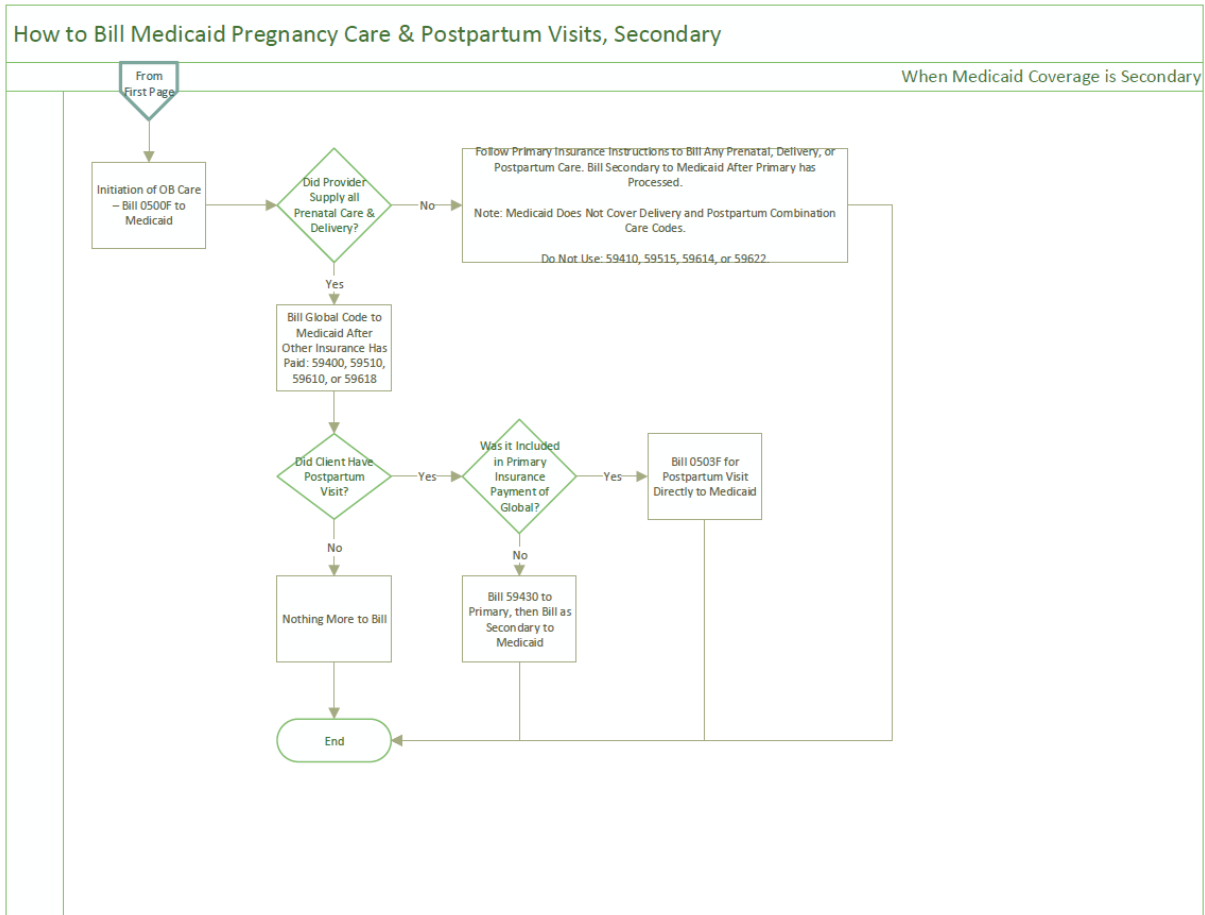 How to Bill Medicaid Pregnancy Care & Postpartum Visits, Secondary
When Medicaid Coverage is Secondary
From
First Page
Initiation of OB Care
– Bill 0500F to
Medicaid
Did Provider
Supply all
Prenatal Care &
Delivery?
No
Follow Primary Insurance Instructions to Bill Any Prenatal, Delivery, or
Postpartum Care. Bill Secondary to Medicaid After Primary has
Processed.
Note: Medicaid Does Not Cover Delivery and Postpartum Combination
Care Codes.
Do Not Use: 59410, 59515, 59614, or 59622.
Yes
Bill Global Code to
Medicaid After
Other Insurance Has
Paid: 59400, 59510,
59610, or 59618
Did Client Have
Postpartum
Visit?
Yes
Was it Included
in Primary
Insurance
Payment of
Global?
Yes
Bill 0503F for
Postpartum Visit
Directly to Medicaid
No
No
Nothing More to Bill
Bill 59430 to
Primary, then Bill as
Secondary to
Medicaid
End